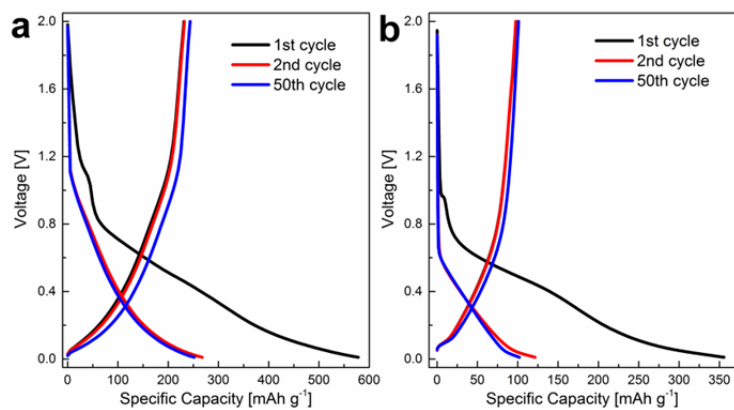 a
1st cycle
2nd cycle
50th cycle
Voltage [V]
2.0
1.6
1.2
0.8
0.4
0.0
0 100 200 300 400 500 600
Specific Capacity [mAh g⁻¹]
b
1st cycle
2nd cycle
50th cycle
Voltage [V]
2.0
1.6
1.2
0.8
0.4
0.0
0 50 100 150 200 250 300 350
Specific Capacity [mAh g⁻¹]